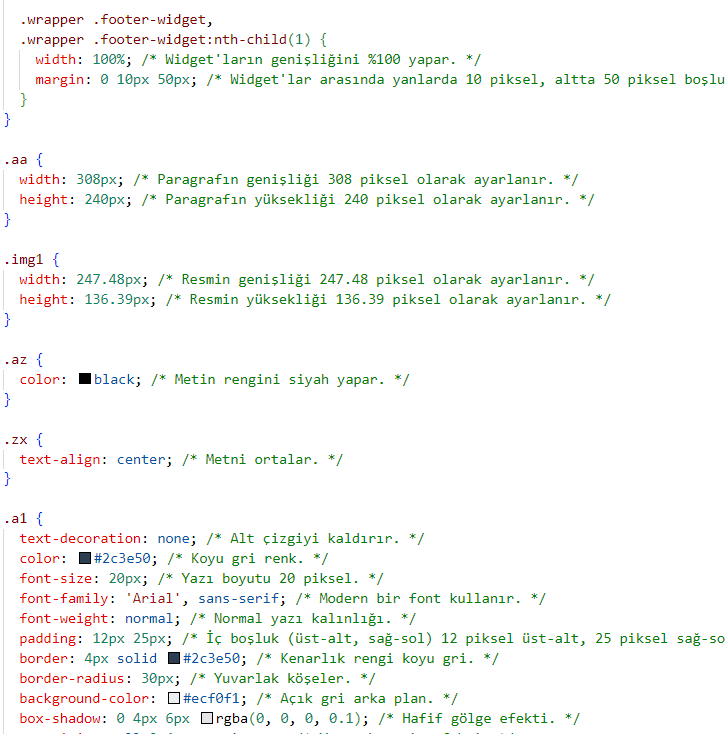 .wrapper .footer-widget,
.wrapper .footer-widget:nth-child(1) {
width: 100%; /* Widget'ların genişliğini %100 yapar. */
margin: 0 10px 50px; /* Widget'lar arasında yanlarda 10 piksel, altta 50 piksel boşlu
}
}
.aa {
width: 308px; /* Paragrafın genişliği 308 piksel olarak ayarlanır. */
height: 240px; /* Paragrafın yüksekliği 240 piksel olarak ayarlanır. */
}
.img1 {
width: 247.48px; /* Resmin genişliği 247.48 piksel olarak ayarlanır. */
height: 136.39px; /* Resmin yüksekliği 136.39 piksel olarak ayarlanır. */
}
.az {
color: black; /* Metin rengini siyah yapar. */
}
.zx {
text-align: center; /* Metni ortalar. */
}
.a1 {
text-decoration: none; /* Alt çizgiyi kaldırır. */
color: #2c3e50; /* Koyu gri renk. */
font-size: 20px; /* Yazı boyutu 20 piksel. */
font-family: 'Arial', sans-serif; /* Modern bir font kullanır. */
font-weight: normal; /* Normal yazı kalınlığı. */
padding: 12px 25px; /* İç boşluk (üst-alt, sağ-sol) 12 piksel üst-alt, 25 piksel sağ-so
border: 4px solid #2c3e50; /* Kenarlık rengi koyu gri. */
border-radius: 30px; /* Yuvarlak köşeler. */
background-color: #ecf0f1; /* Açık gri arka plan. */
box-shadow: 0 4px 6px rgba(0, 0, 0, 0.1); /* Hafif gölge efekti. */